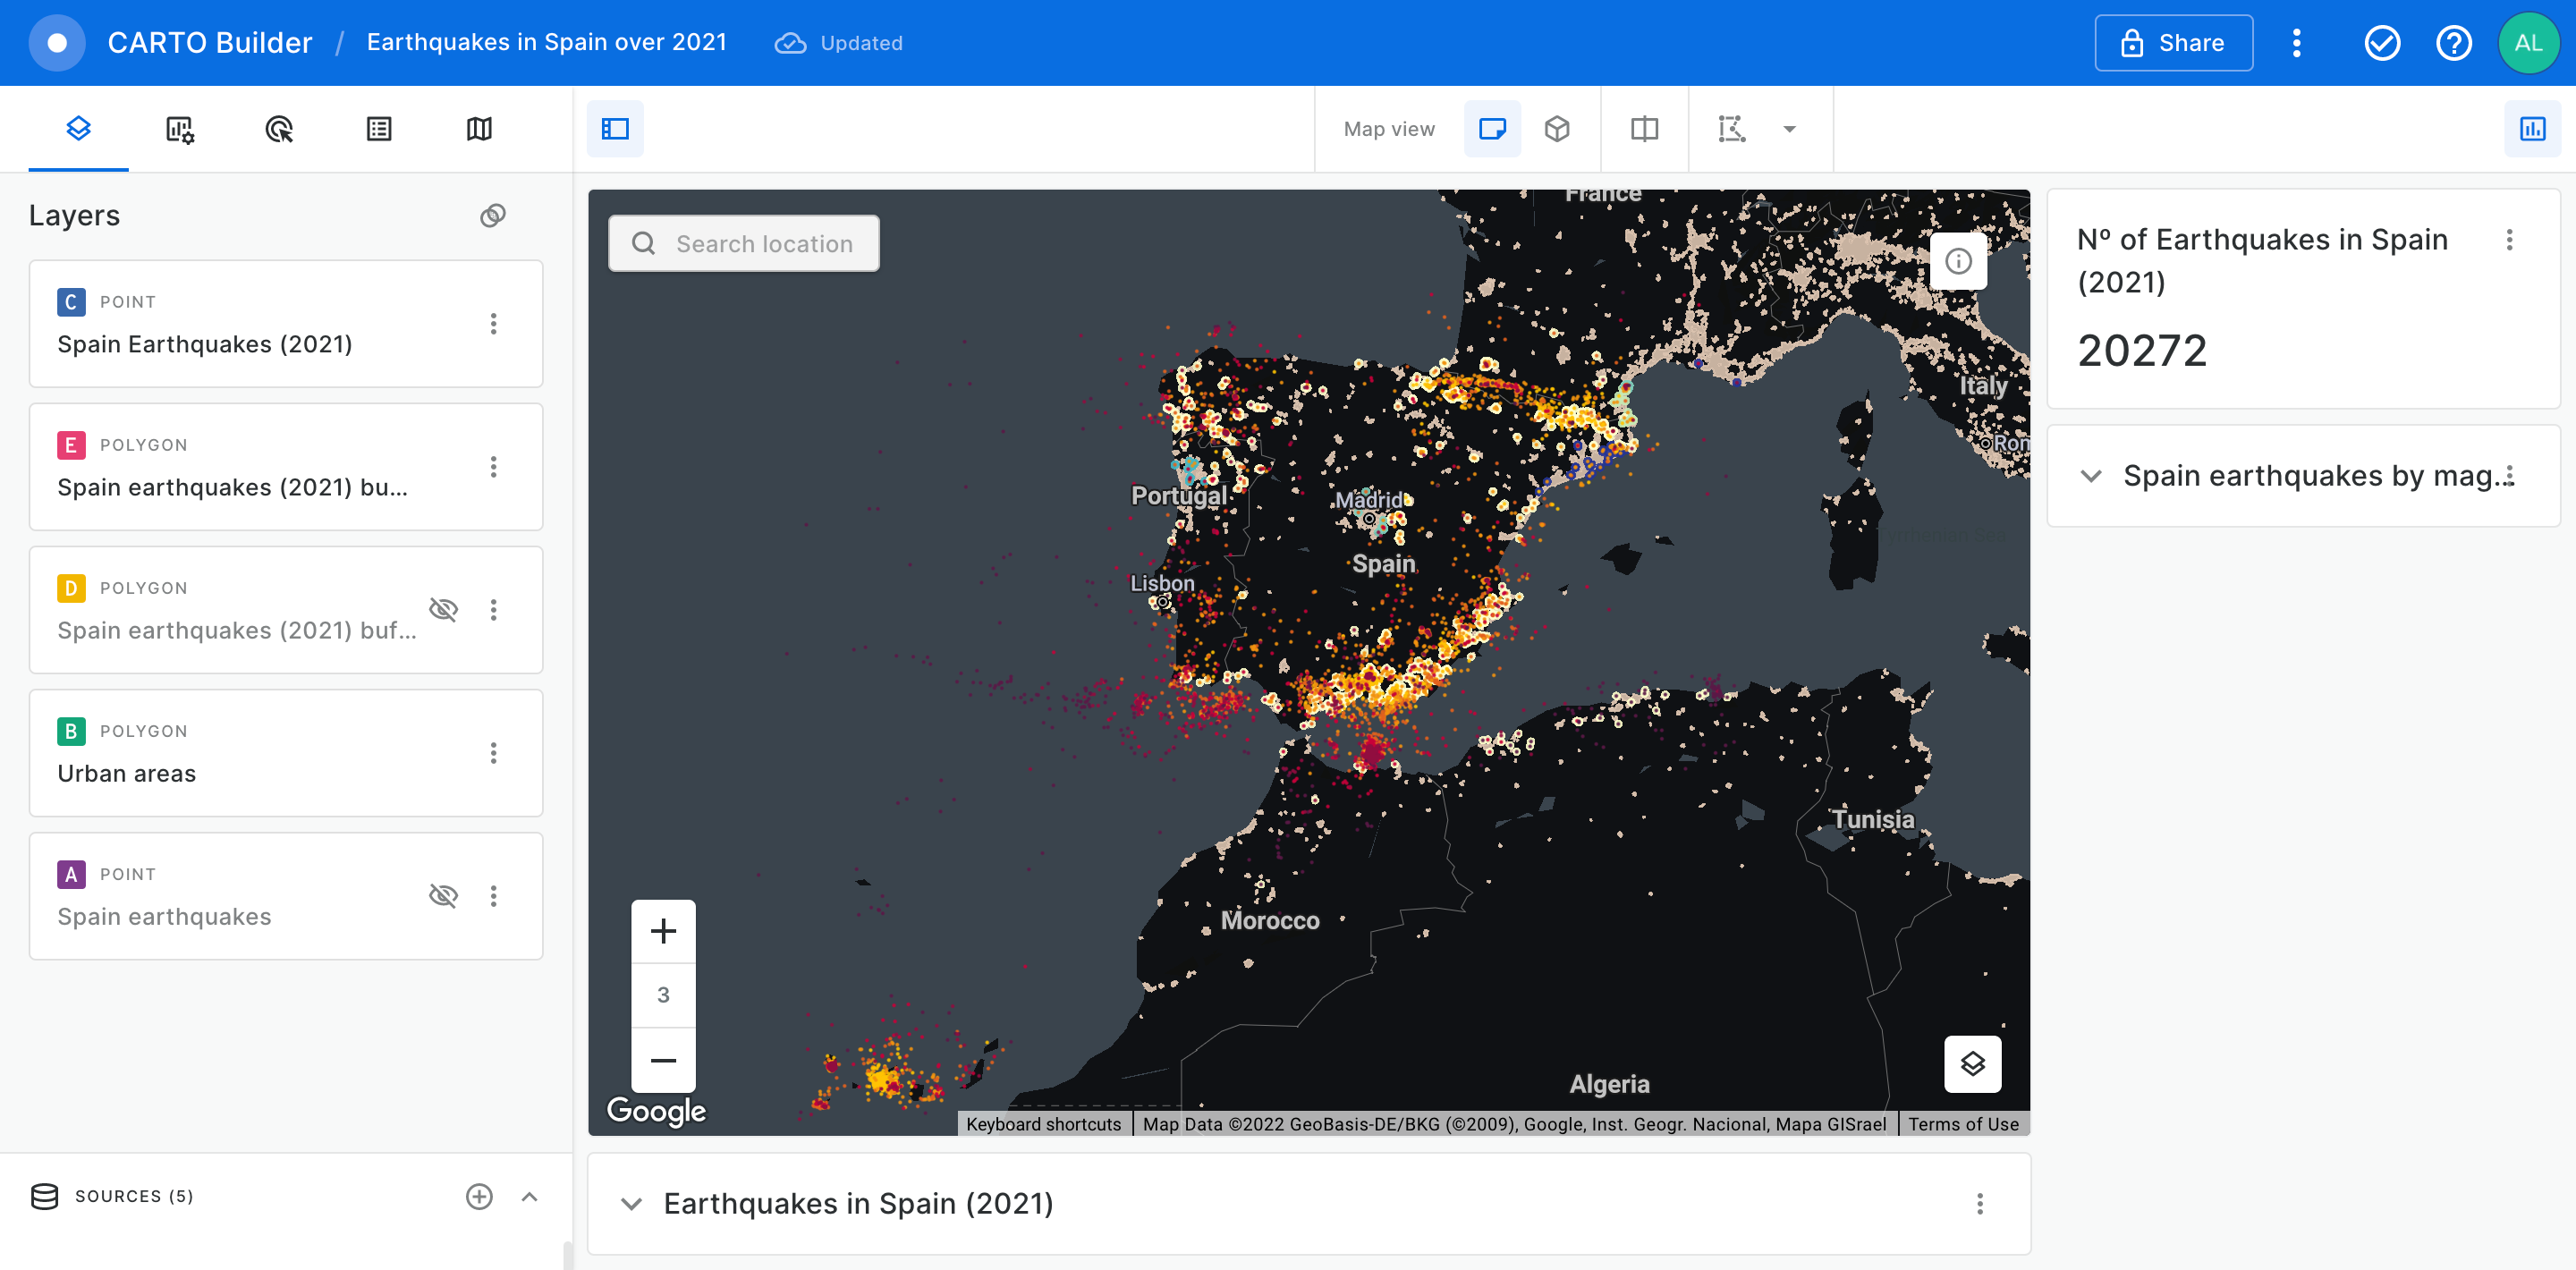 CARTO Builder / Earthquakes in Spain over 2021 Updated
Share
AL
Map view
Layers
C POINT
Spain Earthquakes (2021)
E POLYGON
Spain earthquakes (2021) bu...
D POLYGON
Spain earthquakes (2021) buf...
B POLYGON
Urban areas
A POINT
Spain earthquakes
SOURCES (5)
Search location
France
Italy
Rom
Portugal
Madrid
Spain
Lisbon
Tunisia
Morocco
Algeria
3
Google
Keyboard shortcuts
Map Data ©2022 GeoBasis-DE/BKG (©2009), Google, Inst. Geogr. Nacional, Mapa GISrael
Terms of Use
Earthquakes in Spain (2021)
Nº of Earthquakes in Spain
(2021)
20272
Spain earthquakes by mag...